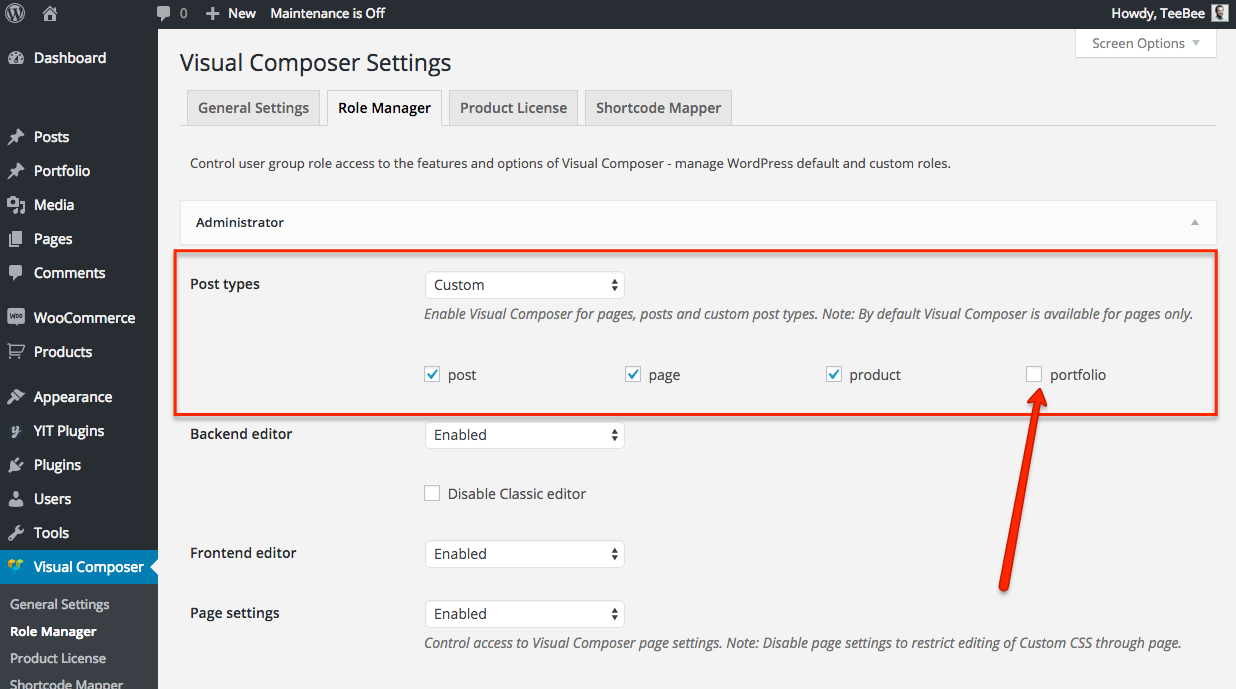 0 New Maintenance is Off Howdy, TeeBee
Screen Options
Dashboard
Posts
Portfolio
Media
Pages
Comments
WooCommerce
Products
Appearance
YIT Plugins
Plugins
Users
Tools
Visual Composer
General Settings
Role Manager
Product License
Shortcode Mapper
Visual Composer Settings
General Settings Role Manager Product License Shortcode Mapper
Control user group role access to the features and options of Visual Composer - manage WordPress default and custom roles.
Administrator
Post types Custom
Enable Visual Composer for pages, posts and custom post types. Note: By default Visual Composer is available for pages only.
post page product portfolio
Backend editor Enabled
Disable Classic editor
Frontend editor Enabled
Page settings Enabled
Control access to Visual Composer page settings. Note: Disable page settings to restrict editing of Custom CSS through page.